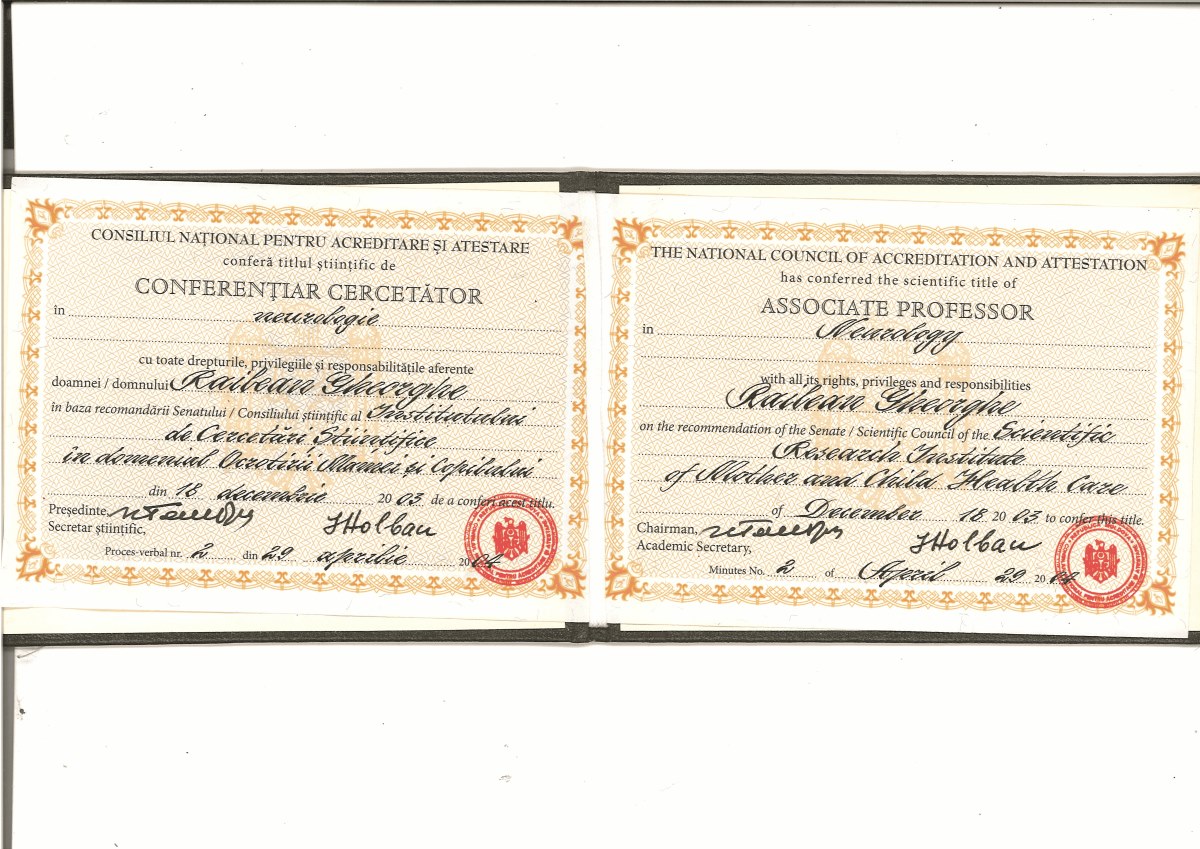 CONSILIUL NAȚIONAL PENTRU ACREDITARE ȘI ATESTARE
conferă titlul științific de
CONFERENȚIAR CERCETĂTOR
în neurologie
cu toate drepturile, privilegiile și responsabilitățile aferente
doamnei / domnului Railean Gheorghe
în baza recomandării Senatului / Consiliului științific al Institutului
de Cercetări Științifice
în domeniul Ocrotirii Mamei și Copilului
din 18 decembrie 2003 de a conferi acest titlu.
Președinte,
Secretar științific, JHolban
Proces-verbal nr. 2 din 29 aprilie 2004
THE NATIONAL COUNCIL OF ACCREDITATION AND ATTESTATION
has conferred the scientific title of
ASSOCIATE PROFESSOR
in Neurology
with all its rights, privileges and responsibilities
Railean Gheorghe
on the recommendation of the Senate / Scientific Council of the Scientific
Research Institute
of Mother and Child Health Care
of December 18 2003 to confer this title.
Chairman,
Academic Secretary, JHolban
Minutes No. 2 of April 29 2004